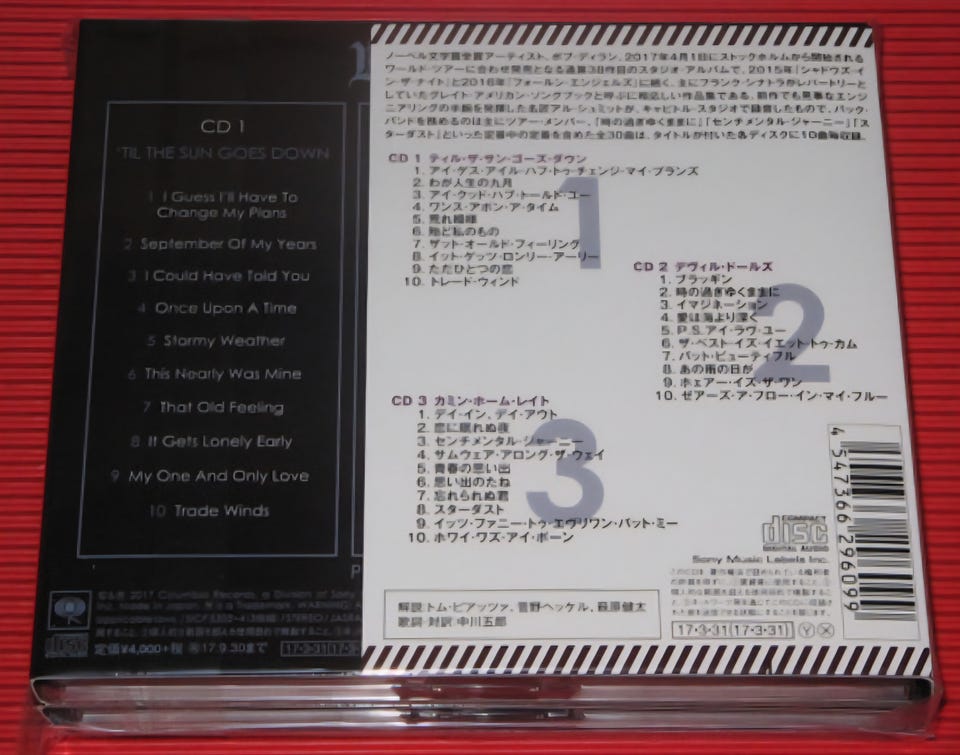 CD 1
'TIL THE SUN GOES DOWN
1 I Guess I'll Have To
Change My Plans
2 September Of My Years
3 I Could Have Told You
4 Once Upon A Time
5 Stormy Weather
6 This Nearly Was Mine
7 That Old Feeling
8 It Gets Lonely Early
9 My One And Only Love
10 Trade Winds
2017 Columbia Records, a Division of Sony
Inc. Made in Japan
定価¥4,000+税 17.9.30まで
ノーベル文学賞受賞アーティスト、ボブ・ディラン、2017年4月1日にストックホルムから開始される
ワールド・ツアーに合わせ発売となる通算38作目のスタジオ・アルバムで、2015年『シャドウズ・イ
ン・ザ・ナイト』と2016年『フォールン・エンジェルズ』に続く、主にフランク・シナトラがレパートリーと
していたグレイト・アメリカン・ソングブックと呼ぶに相応しい作品集である。前作でも見事なエンジ
ニアリングの手腕を発揮した名匠アル・シュミットが、キャピトル・スタジオで録音したもので、バック・
バンドを務めるのは主にツアー・メンバー。「時の過ぎゆくままに」「センチメンタル・ジャーニー」「ス
ターダスト」といった定番中の定番を含めた全30曲は、タイトルが付いた各ディスクに10曲毎収録。
CD 1 ティル・ザ・サン・ゴーズ・ダウン
1. アイ・ゲス・アイル・ハフ・トゥ・チェンジ・マイ・プランズ
2. わが人生の九月
3. アイ・クッド・ハブ・トールド・ユー
4. ワンス・アポン・ア・タイム
5. 荒れ模様
6. 殆ど私のもの
7. ザット・オールド・フィーリング
8. イット・ゲッツ・ロンリー・アーリー
9. ただひとつの恋
10. トレード・ウィンド
1
CD 2 デヴィル・ドールズ
1. ブラッギン
2. 時の過ぎゆくままに
3. イマジネーション
4. 愛は海より深く
5. P.S.アイ・ラヴ・ユー
6. ザ・ベスト・イズ・イエット・トゥ・カム
7. バット・ビューティフル
8. あの雨の日が
9. ホェアー・イズ・ザ・ワン
10. ゼアーズ・ア・フロー・イン・マイ・フルー
2
CD 3 カミン・ホーム・レイト
1. デイ・イン、デイ・アウト
2. 恋に眠れぬ夜
3. センチメンタル・ジャーニー
4. サムウェア・アロング・ザ・ウェイ
5. 青春の思い出
6. 思い出のたね
7. 忘れられぬ君
8. スターダスト
9. イッツ・ファニー・トゥ・エヴリワン・バット・ミー
10. ホワイ・ワズ・アイ・ボーン
3
4 547366 296099
COMPACT
disc
DIGITAL AUDIO
Sony Music Labels Inc.
解説 トム・ピアッツァ、菅野ヘッケル、萩原健太
歌詞・対訳 中川五郎
17・3・31(17・3・31) Ⓨ Ⓧ